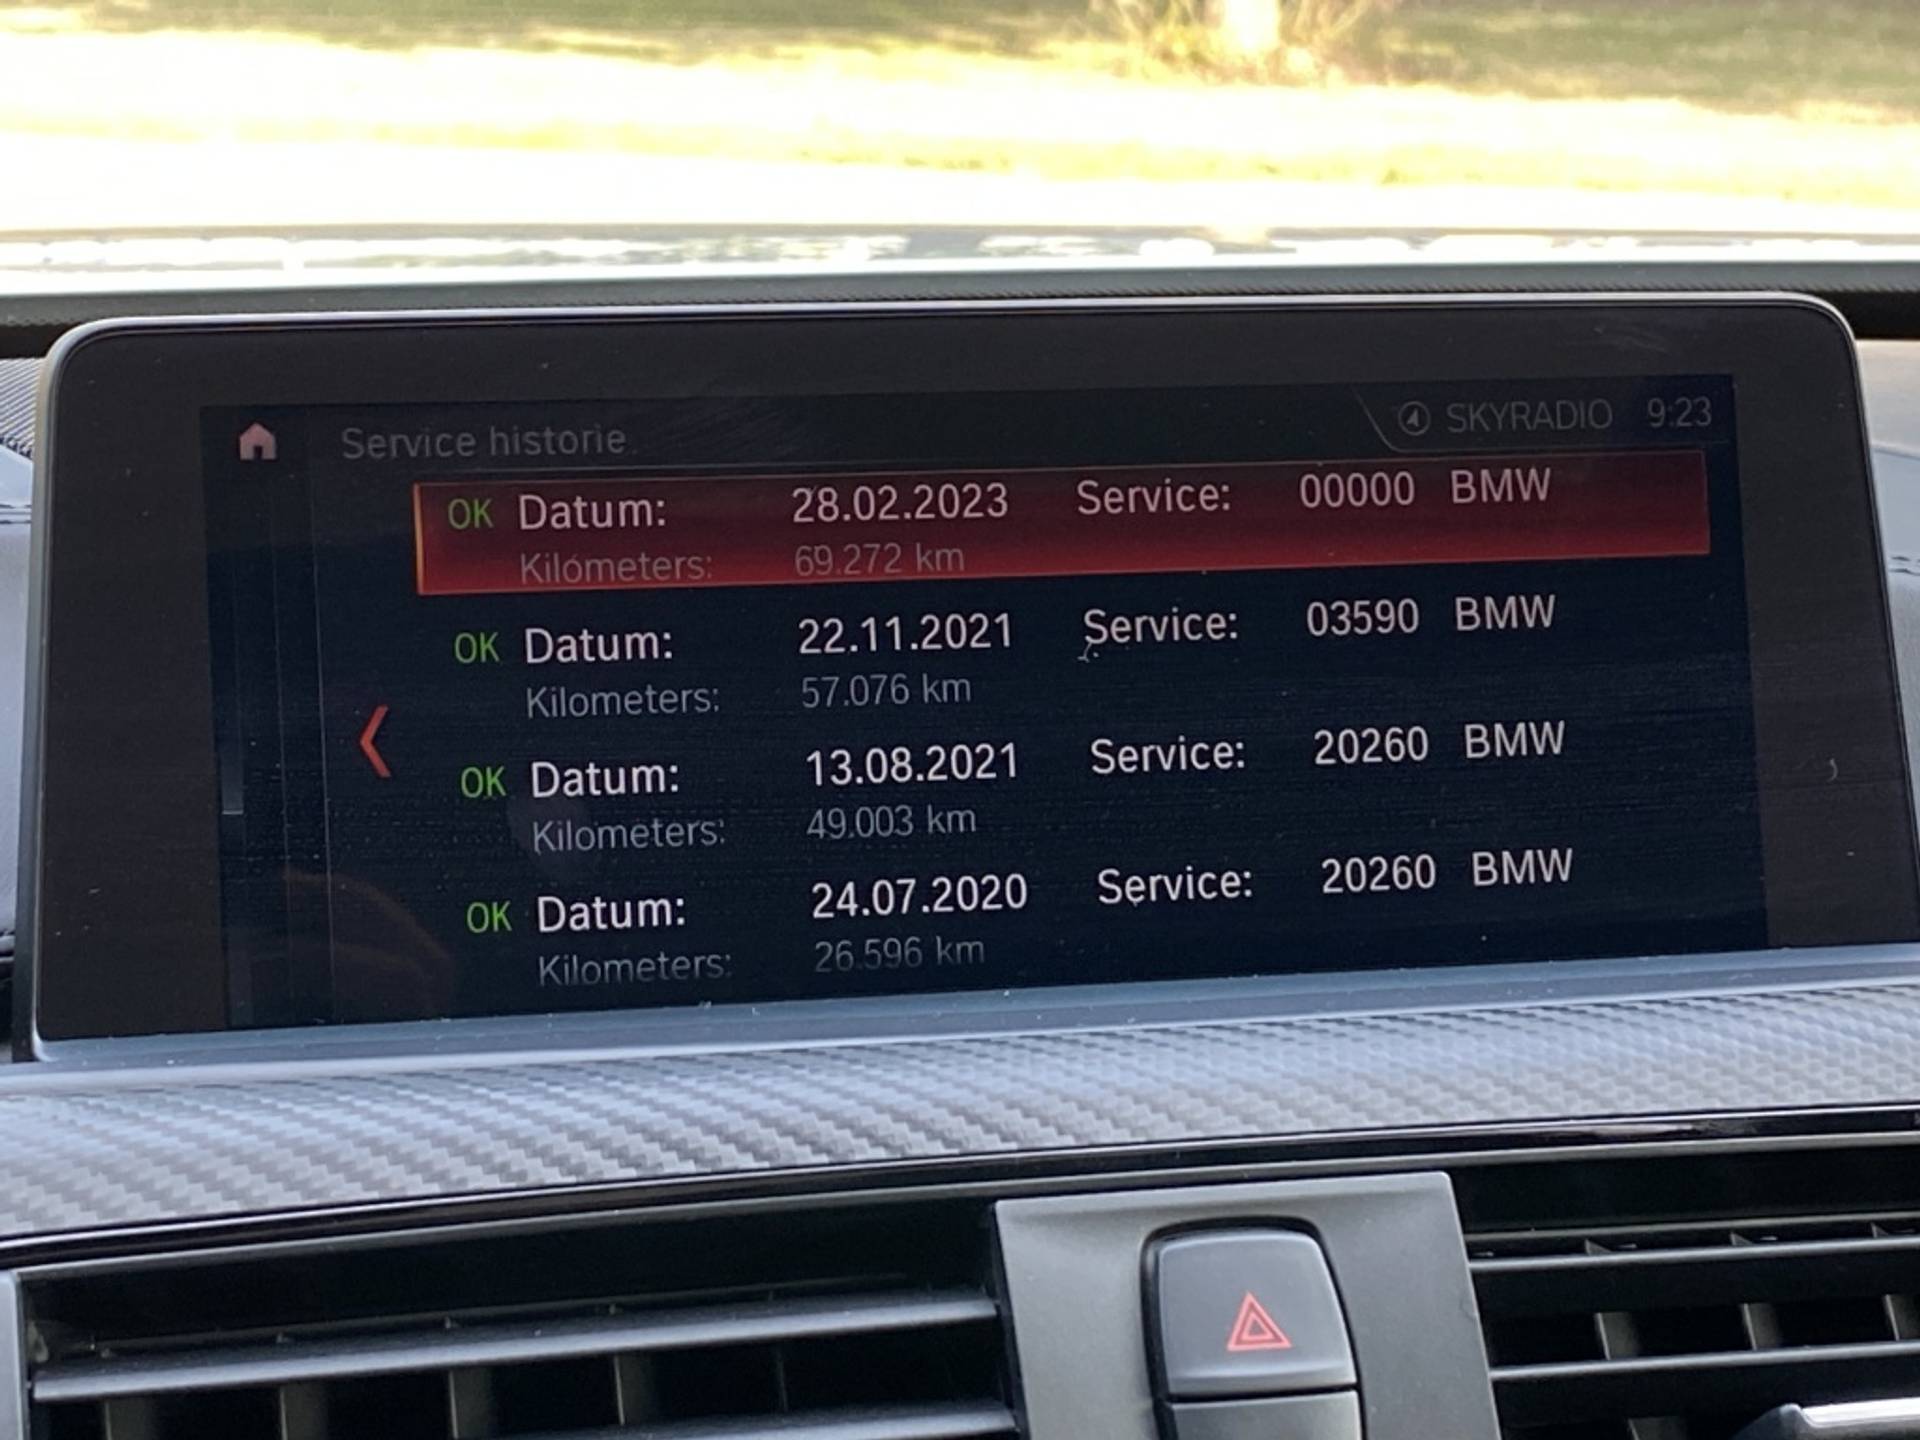 Service historie
SKYRADIO 9:23
OK Datum: 28.02.2023 Service: 00000 BMW
Kilometers: 69.272 km
OK Datum: 22.11.2021 Service: 03590 BMW
Kilometers: 57.076 km
OK Datum: 13.08.2021 Service: 20260 BMW
Kilometers: 49.003 km
OK Datum: 24.07.2020 Service: 20260 BMW
Kilometers: 26.596 km